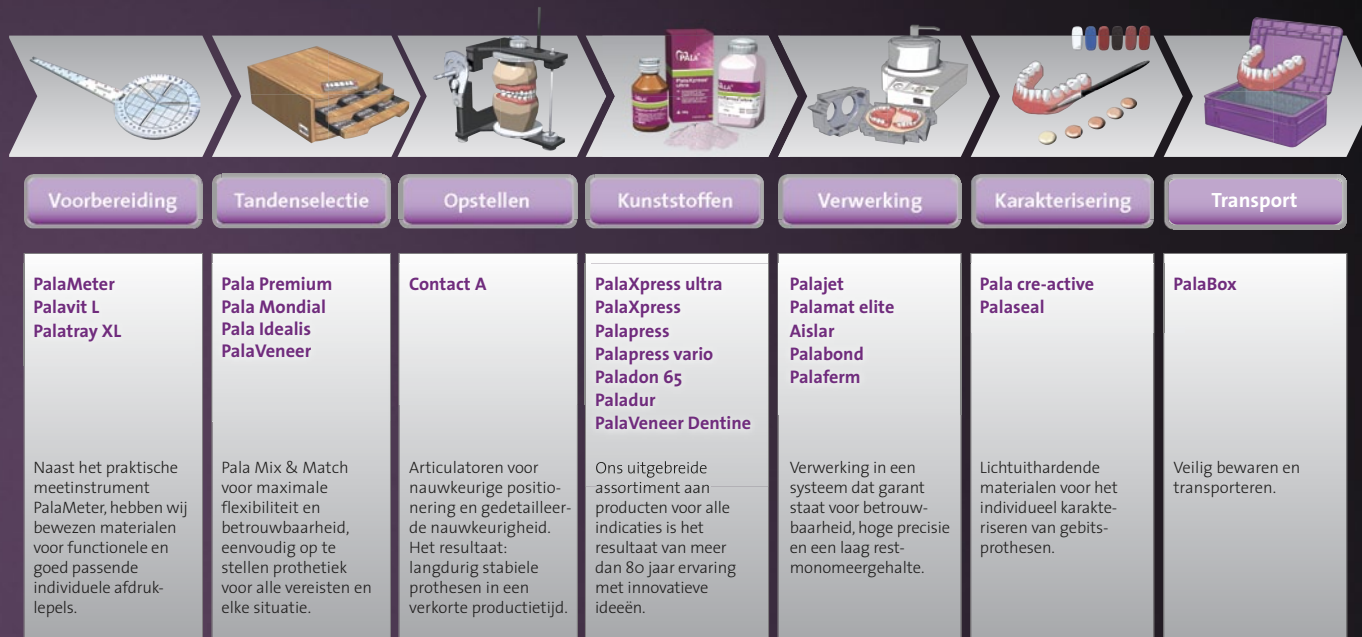 PALA
Voorbereiding
Tandenselectie
Opstellen
Kunststoffen
Verwerking
Karakterisering
Transport
PalaMeter
Palavit L
Palatray XL
Naast het praktische
meetinstrument
PalaMeter, hebben wij
bewezen materialen
voor functionele en
goed passende
individuele afdruk-
lepels.
Pala Premium
Pala Mondial
Pala Idealis
PalaVeneer
Pala Mix & Match
voor maximale
flexibiliteit en
betrouwbaarheid,
eenvoudig op te
stellen prothetiek
voor alle vereisten en
elke situatie.
Contact A
Articulatoren voor
nauwkeurige positio-
nering en gedetailleer-
de nauwkeurigheid.
Het resultaat:
langdurig stabiele
prothesen in een
verkorte productietijd.
PalaXpress ultra
PalaXpress
Palapress
Palapress vario
Paladon 65
Paladur
PalaVeneer Dentine
Ons uitgebreide
assortiment aan
producten voor alle
indicaties is het
resultaat van meer
dan 80 jaar ervaring
met innovatieve
ideeën.
Palajet
Palamat elite
Aislar
Palabond
Palaferm
Verwerking in een
systeem dat garant
staat voor betrouw-
baarheid, hoge precisie
en een laag rest-
monomeergehalte.
Pala cre-active
Palaseal
Lichtuithardende
materialen voor het
individueel karakte-
riseren van gebits-
prothesen.
PalaBox
Veilig bewaren en
transporteren.